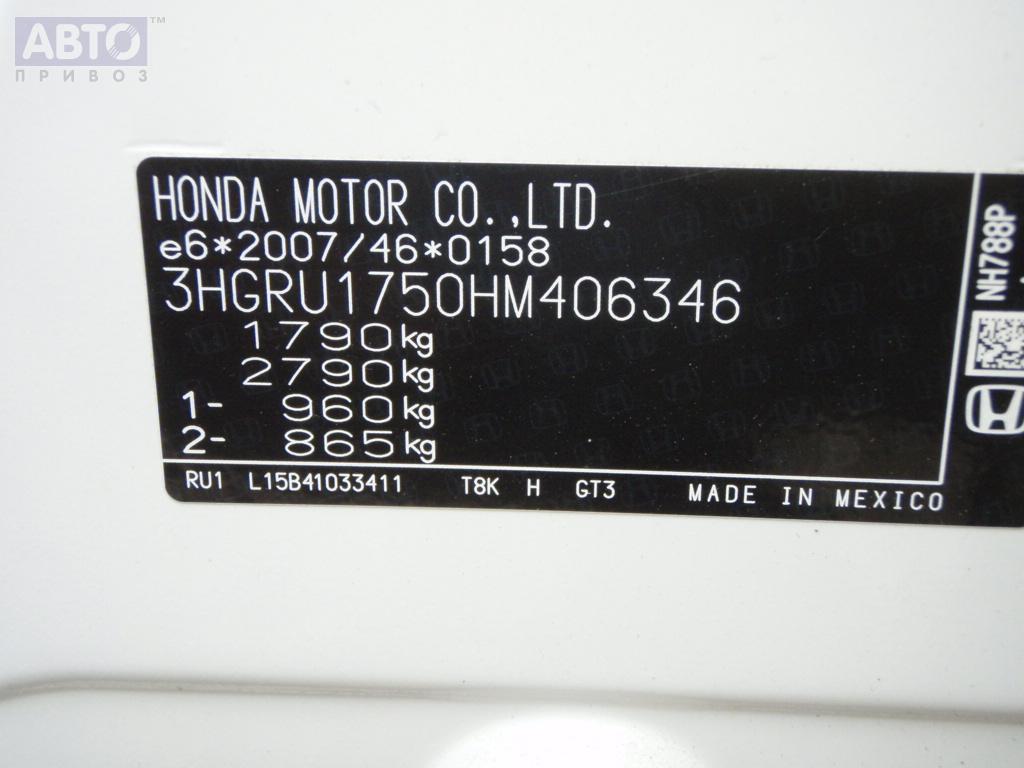 АВТО™
ПРИВОЗ
HONDA MOTOR CO.,LTD.
e6*2007/46*0158
3HGRU1750HM406346
1790kg
2790kg
1- 960kg
2- 865kg
RU1 L15B41033411 T8K H GT3 MADE IN MEXICO
NH788P